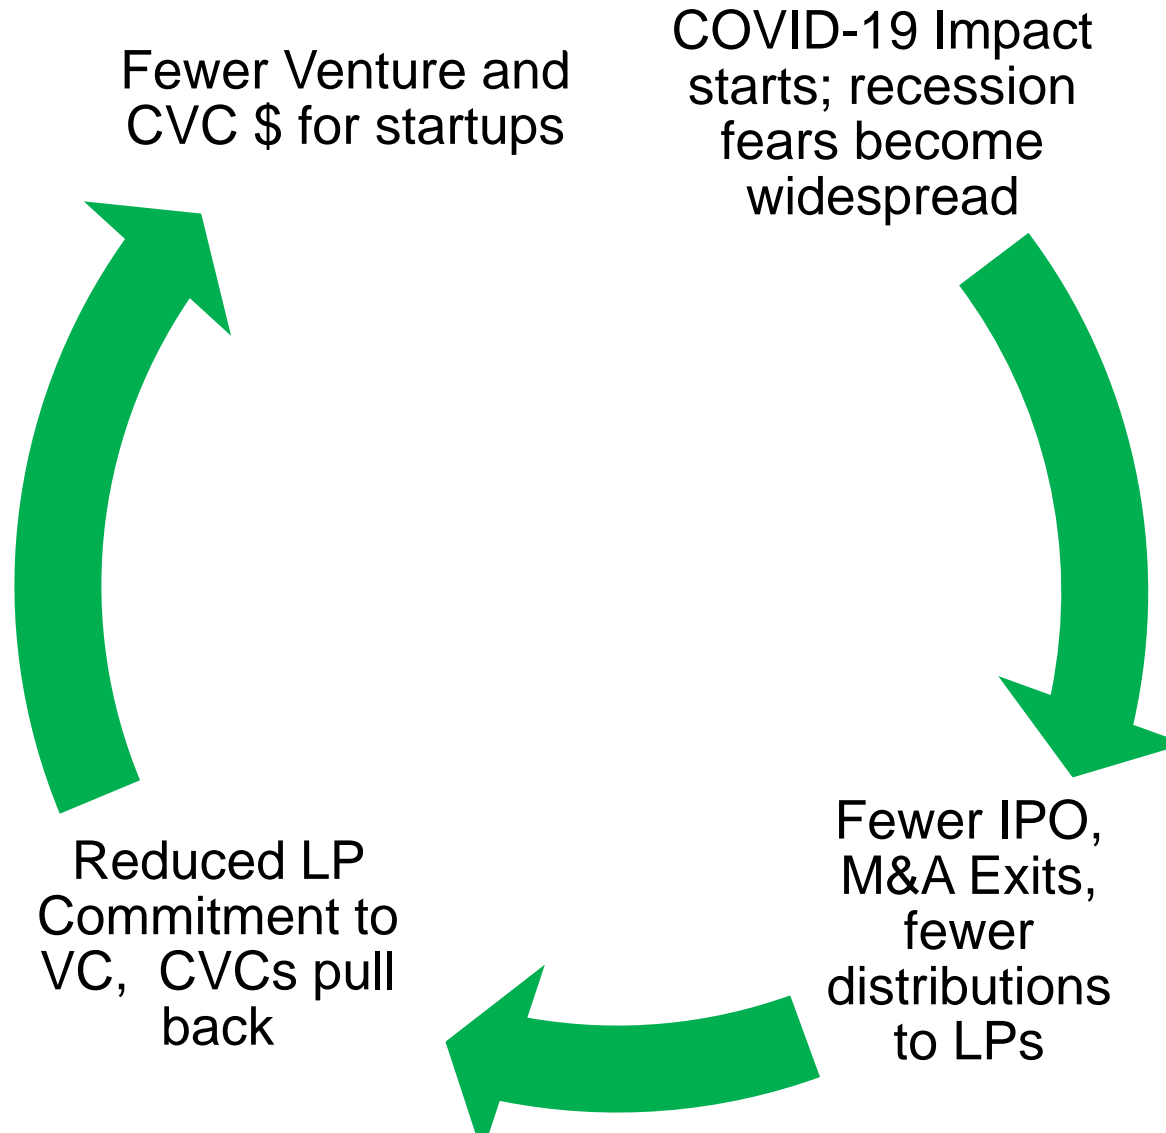 Fewer Venture and
CVC $ for startups
COVID-19 Impact
starts; recession
fears become
widespread
Fewer IPO,
M&A Exits,
fewer
distributions
to LPs
Reduced LP
Commitment to
VC,  CVCs pull
back